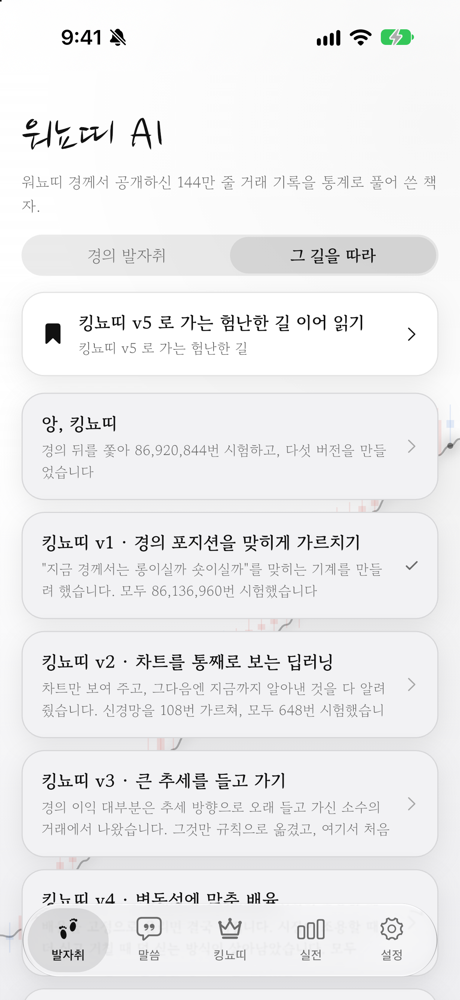 9:41
워뇨띠 AI
워뇨띠 경께서 공개하신 144만 줄 거래 기록을 통계로 풀어 쓴 책
자.
경의 발자취
그 길을 따라
킹뇨띠 v5 로 가는 험난한 길 이어 읽기
킹뇨띠 v5 로 가는 험난한 길
앙, 킹뇨띠
경의 뒤를 쫓아 86,920,844번 시험하고, 다섯 버전을 만들
었습니다
킹뇨띠 v1 · 경의 포지션을 맞히게 가르치기
"지금 경께서는 롱이실까 숏이실까"를 맞히는 기계를 만들
려 했습니다. 모두 86,136,960번 시험했습니다
킹뇨띠 v2 · 차트를 통째로 보는 딥러닝
차트만 보여 주고, 그다음엔 지금까지 알아낸 것을 다 알려
줬습니다. 신경망을 108번 가르쳐, 모두 648번 시험했습니
킹뇨띠 v3 · 큰 추세를 들고 가기
경의 이익 대부분은 추세 방향으로 오래 들고 가신 소수의
거래에서 나왔습니다. 그것만 규칙으로 옮겼고, 여기서 처음
킹뇨띠 v4 · 변동성에 맞춘 배율
발자취
말씀
킹뇨띠
실전
설정